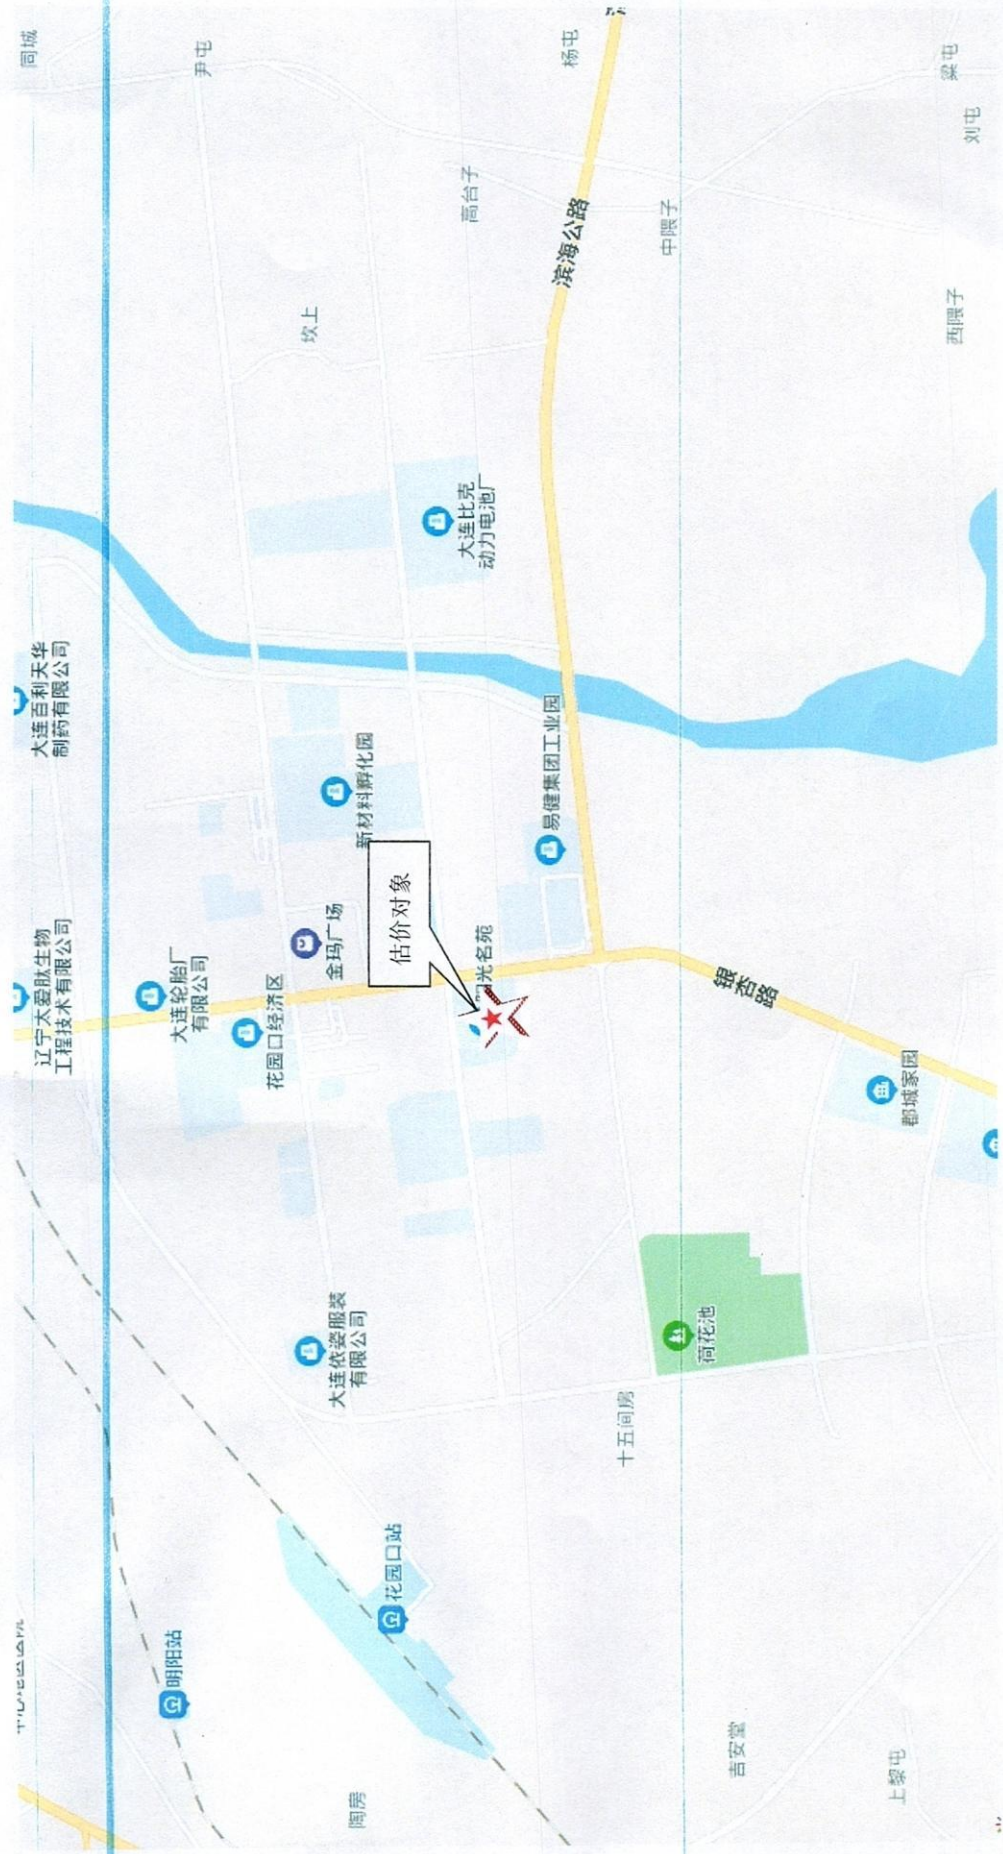 辽宁太爱肽生物
工程技术有限公司
大连百利天华
制药有限公司
同城
明阳站
大连轮胎厂
有限公司
尹屯
花园口经济区
坎上
大连依姿服装
有限公司
金玛广场
陶房
新材料孵化园
花园口站
估价对象
大连比克
动力电池厂
高台子
光名苑
易健集团工业园
滨海公路
杨屯
十五间房
中隈子
荷花池
吉安堂
银杏路
上黎屯
郡城家园
西隈子
梁屯
刘屯